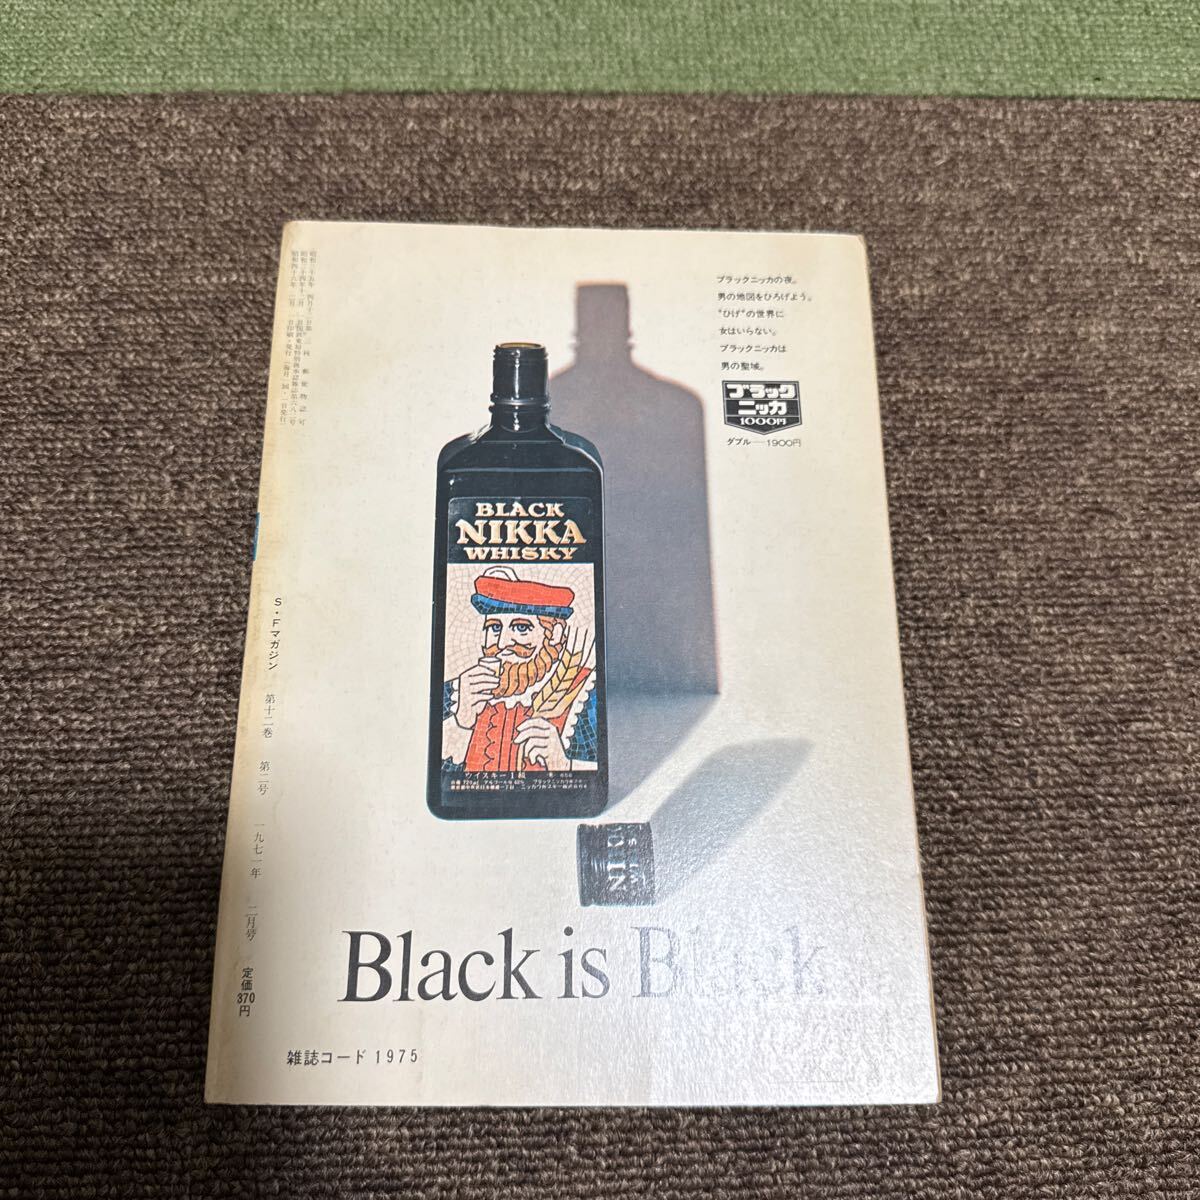 ブラックニッカの夜。
男の地図をひろげよう。
"ひげ"の世界に
女はいらない。
ブラックニッカは
男の聖域。
ブラック
ニッカ
1000円
ダブル—1900円
BLACK
NIKKA
WHISKY
ウイスキー1級
Black is Black
雑誌コード 1975
S・Fマガジン 第十二巻 第二号 一九七一年 二月号 定価370円